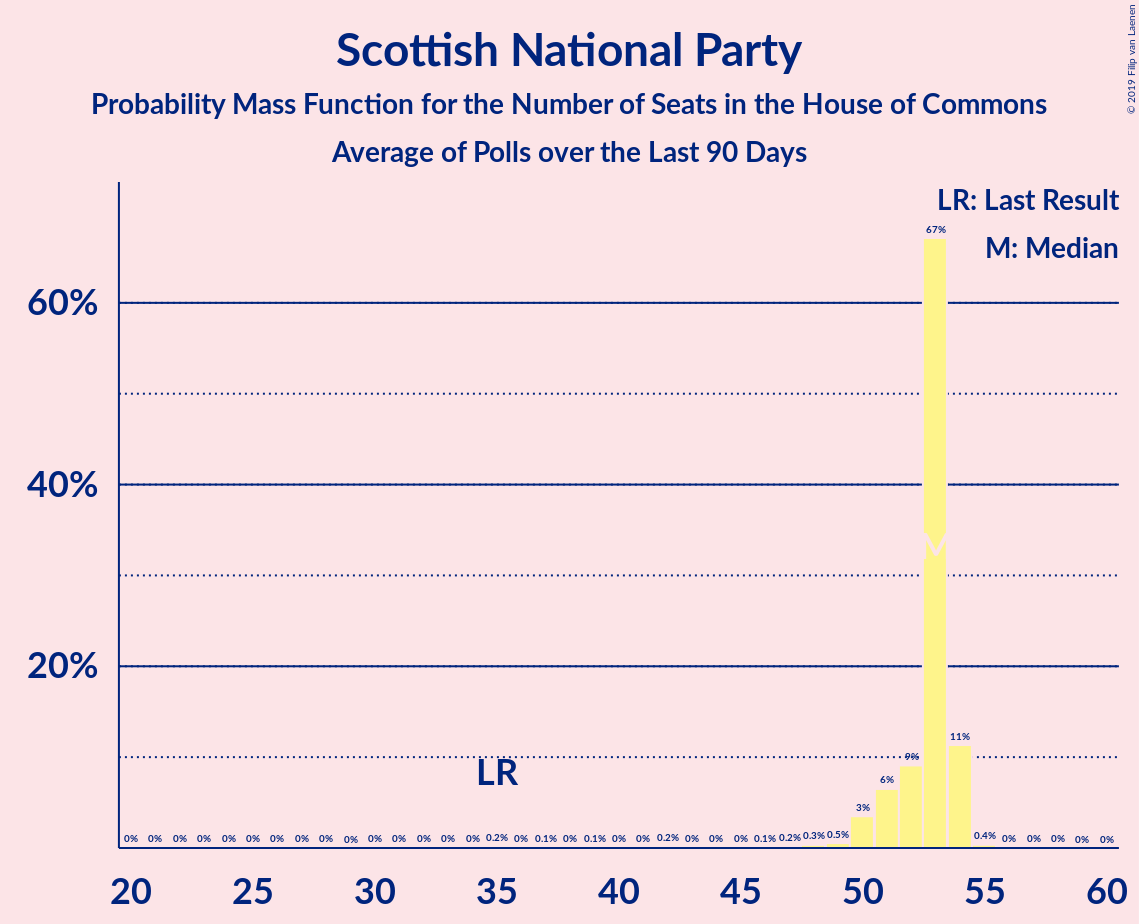 Scottish National Party
Probability Mass Function for the Number of Seats in the House of Commons
Average of Polls over the Last 90 Days
© 2019 Filip van Laenen
LR: Last Result
M: Median
67%
60%
40%
20%
11%
9%
LR
6%
3%
0% 0% 0% 0% 0% 0% 0% 0% 0% 0% 0% 0% 0% 0% 0% 0.2% 0% 0.1% 0% 0.1% 0% 0% 0.2% 0% 0% 0% 0.1% 0.2% 0.3% 0.5% 0.4% 0% 0% 0% 0% 0%
20 25 30 35 40 45 50 55 60